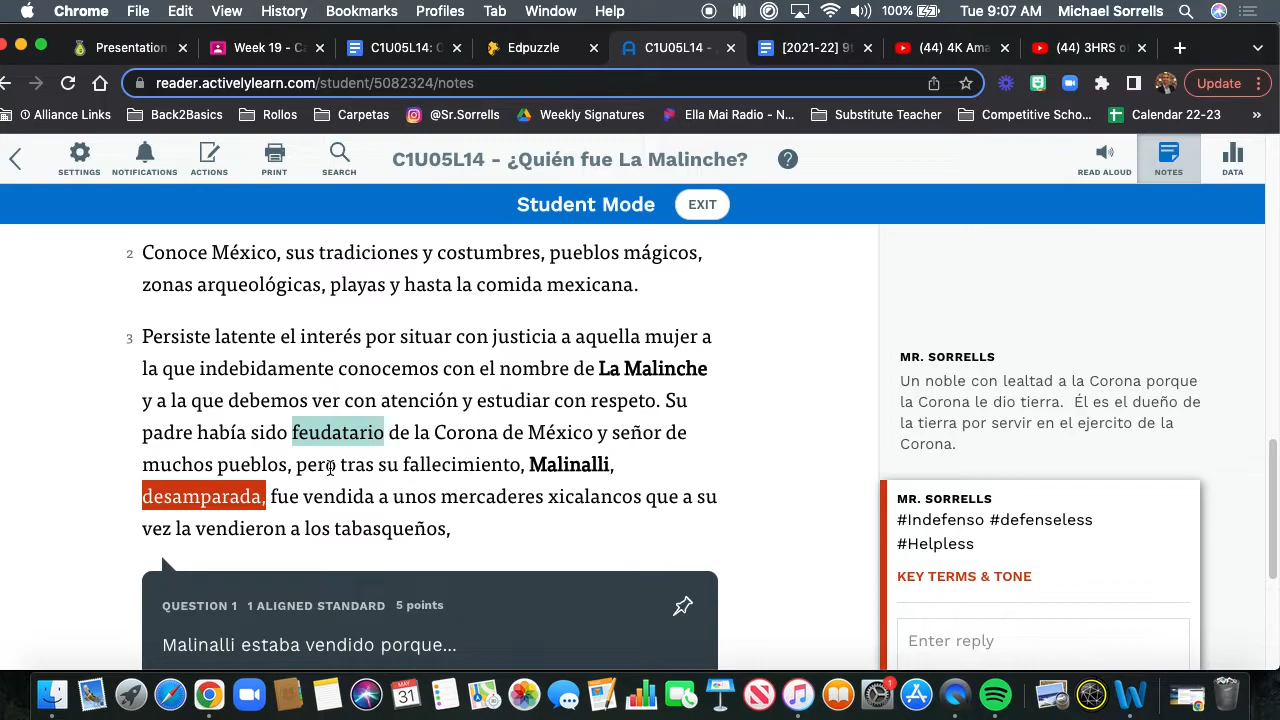 Chrome File Edit View History Bookmarks Profiles Tab Window Help 100% Tue 9:07 AM Michael Sorrells
Presentation Week 19 - C C1U05L14: Edpuzzle C1U05L14 - [2021-22] 9 (44) 4K Ama (44) 3HRS o
reader.activelylearn.com/student/5082324/notes Update
Alliance Links Back2Basics Rollos Carpetas @Sr.Sorrells Weekly Signatures Ella Mai Radio - N... Substitute Teacher Competitive Scho... Calendar 22-23 »
SETTINGS NOTIFICATIONS ACTIONS PRINT SEARCH C1U05L14 - ¿Quién fue La Malinche? READ ALOUD NOTES DATA
Student Mode EXIT
2 Conoce México, sus tradiciones y costumbres, pueblos mágicos,
zonas arqueológicas, playas y hasta la comida mexicana.
3 Persiste latente el interés por situar con justicia a aquella mujer a
la que indebidamente conocemos con el nombre de La Malinche
y a la que debemos ver con atención y estudiar con respeto. Su
padre había sido feudatario de la Corona de México y señor de
muchos pueblos, pero tras su fallecimiento, Malinalli,
desamparada, fue vendida a unos mercaderes xicalancos que a su
vez la vendieron a los tabasqueños,
QUESTION 1 1 ALIGNED STANDARD 5 points
Malinalli estaba vendido porque...
MR. SORRELLS
Un noble con lealtad a la Corona porque
la Corona le dio tierra. Él es el dueño de
la tierra por servir en el ejercito de la
Corona.
MR. SORRELLS
#Indefenso #defenseless
#Helpless
KEY TERMS & TONE
Enter reply
MAY
31
1